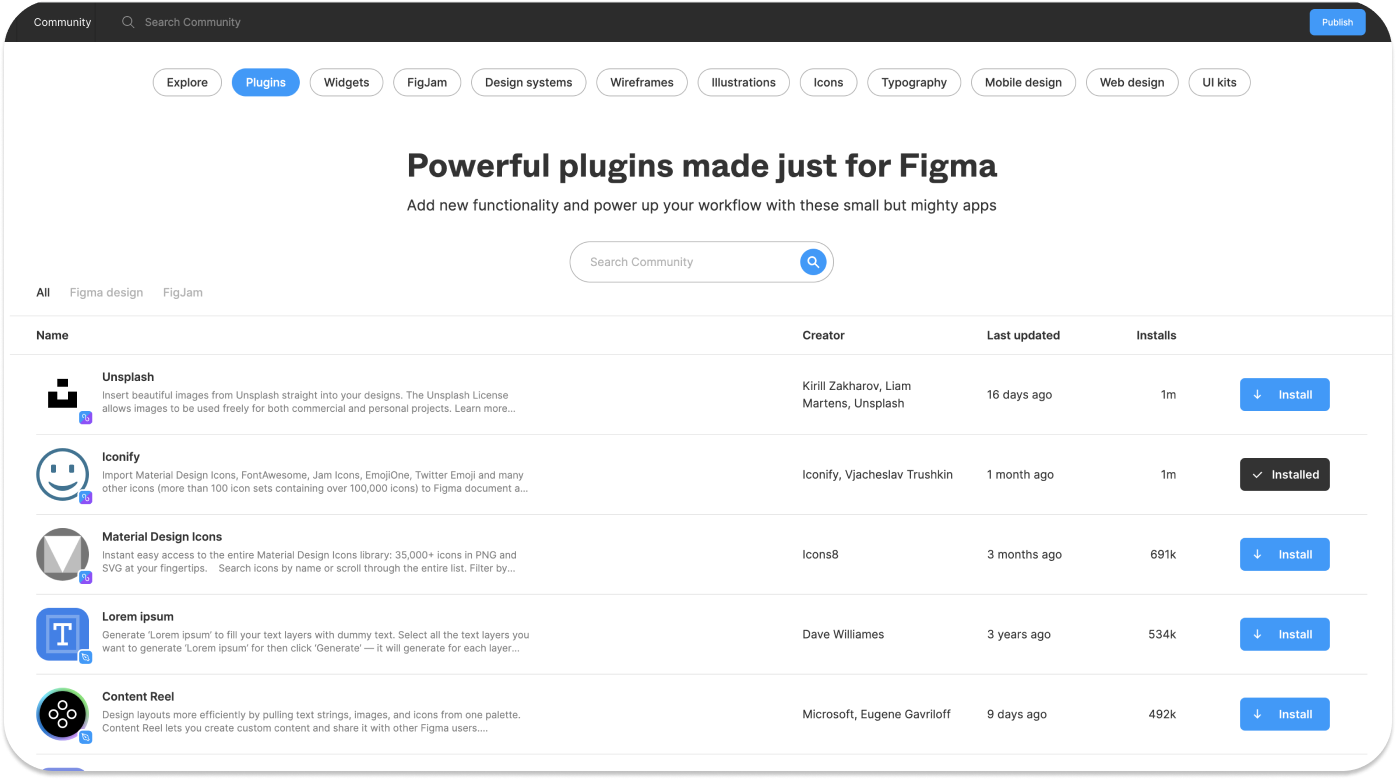 Community
Search Community
Publish
Explore
Plugins
Widgets
FigJam
Design systems
Wireframes
Illustrations
Icons
Typography
Mobile design
Web design
UI kits
Powerful plugins made just for Figma
Add new functionality and power up your workflow with these small but mighty apps
Search Community
All
Figma design
FigJam
Name
Creator
Last updated
Installs
Unsplash
Insert beautiful images from Unsplash straight into your designs. The Unsplash License
allows images to be used freely for both commercial and personal projects. Learn more...
Kirill Zakharov, Liam
Martens, Unsplash
16 days ago
1m
Install
Iconify
Import Material Design Icons, FontAwesome, Jam Icons, EmojiOne, Twitter Emoji and many
other icons (more than 100 icon sets containing over 100,000 icons) to Figma document a...
Iconify, Vjacheslav Trushkin
1 month ago
1m
Installed
Material Design Icons
Instant easy access to the entire Material Design Icons library: 35,000+ icons in PNG and
SVG at your fingertips. Search icons by name or scroll through the entire list. Filter by...
Icons8
3 months ago
691k
Install
T
Lorem ipsum
Generate ‘Lorem ipsum’ to fill your text layers with dummy text. Select all the text layers you
want to generate ‘Lorem ipsum’ for then click ‘Generate’ — it will generate for each layer...
Dave Williames
3 years ago
534k
Install
Content Reel
Design layouts more efficiently by pulling text strings, images, and icons from one palette.
Content Reel lets you create custom content and share it with other Figma users....
Microsoft, Eugene Gavriloff
9 days ago
492k
Install